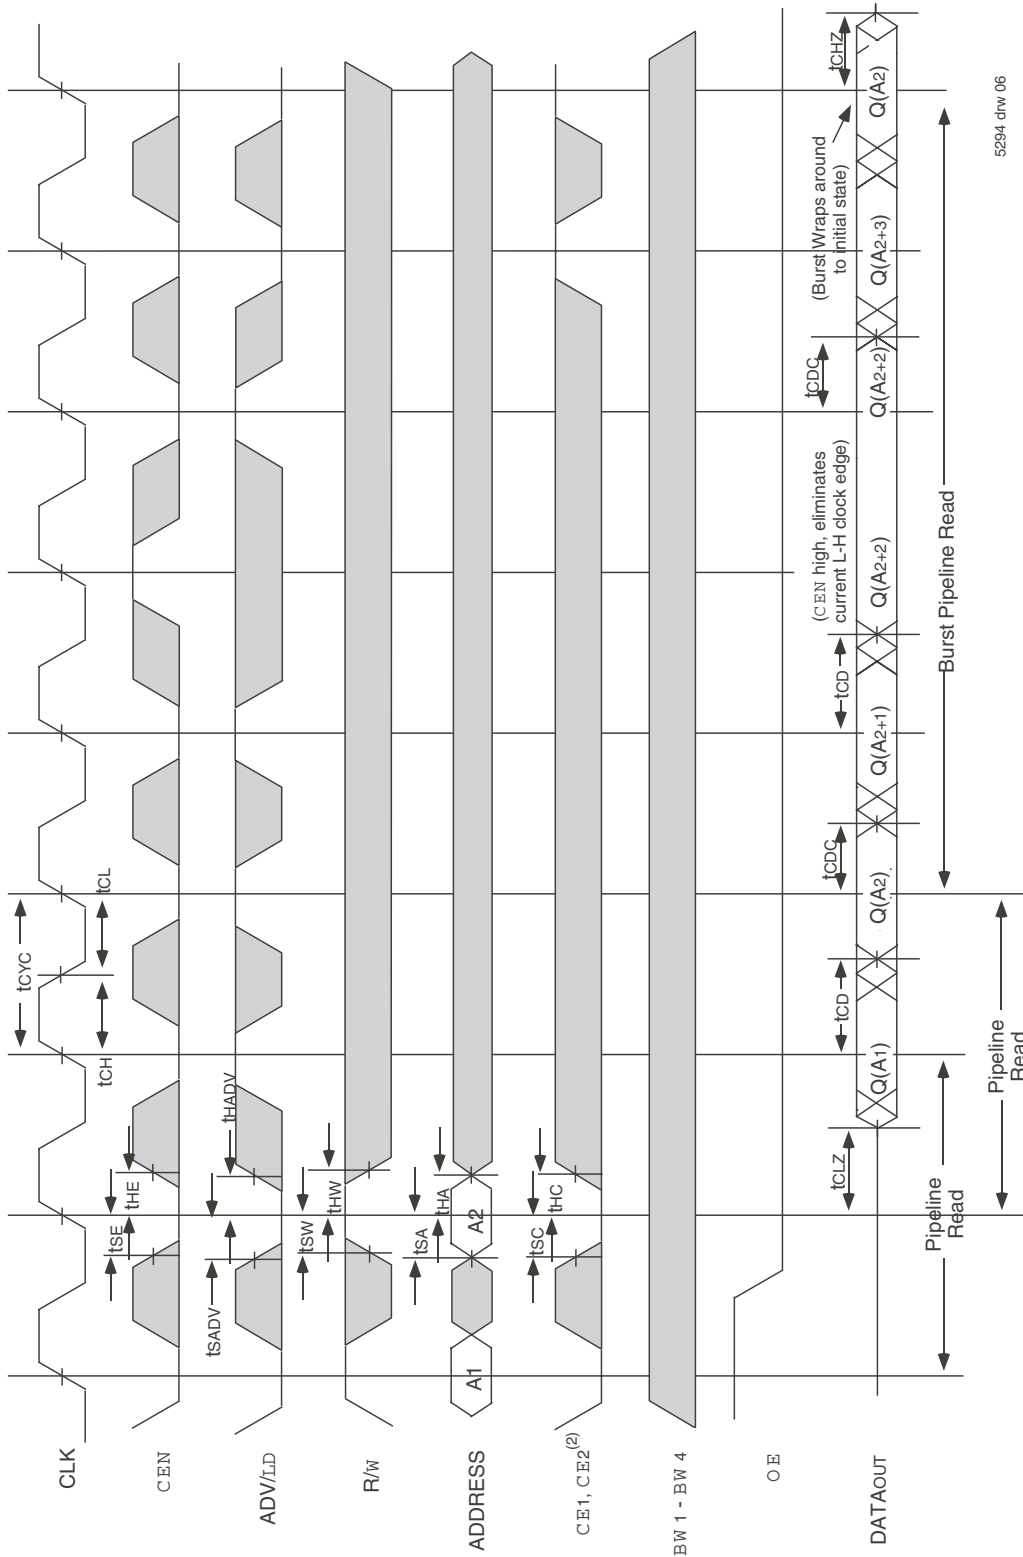 tCYC
tCH
tCL
CLK
tSE
tHE
CEN
tSADV
tHADV
ADV/LD
tSW
tHW
R/W
tSA
tHA
ADDRESS
A1
A2
tSC
tHC
CE1, CE2(2)
BW1 - BW4
OE
(CEN high, eliminates
current L-H clock edge)
(Burst Wraps around
to initial state)
tCLZ
tCD
tCDC
tCD
tCDC
tCHZ
DATAOUT
Q(A1)
Q(A2)
Q(A2+1)
Q(A2+2)
Q(A2+2)
Q(A2+3)
Q(A2)
Pipeline
Read
Burst Pipeline Read
Pipeline
Read
5294 drw 06